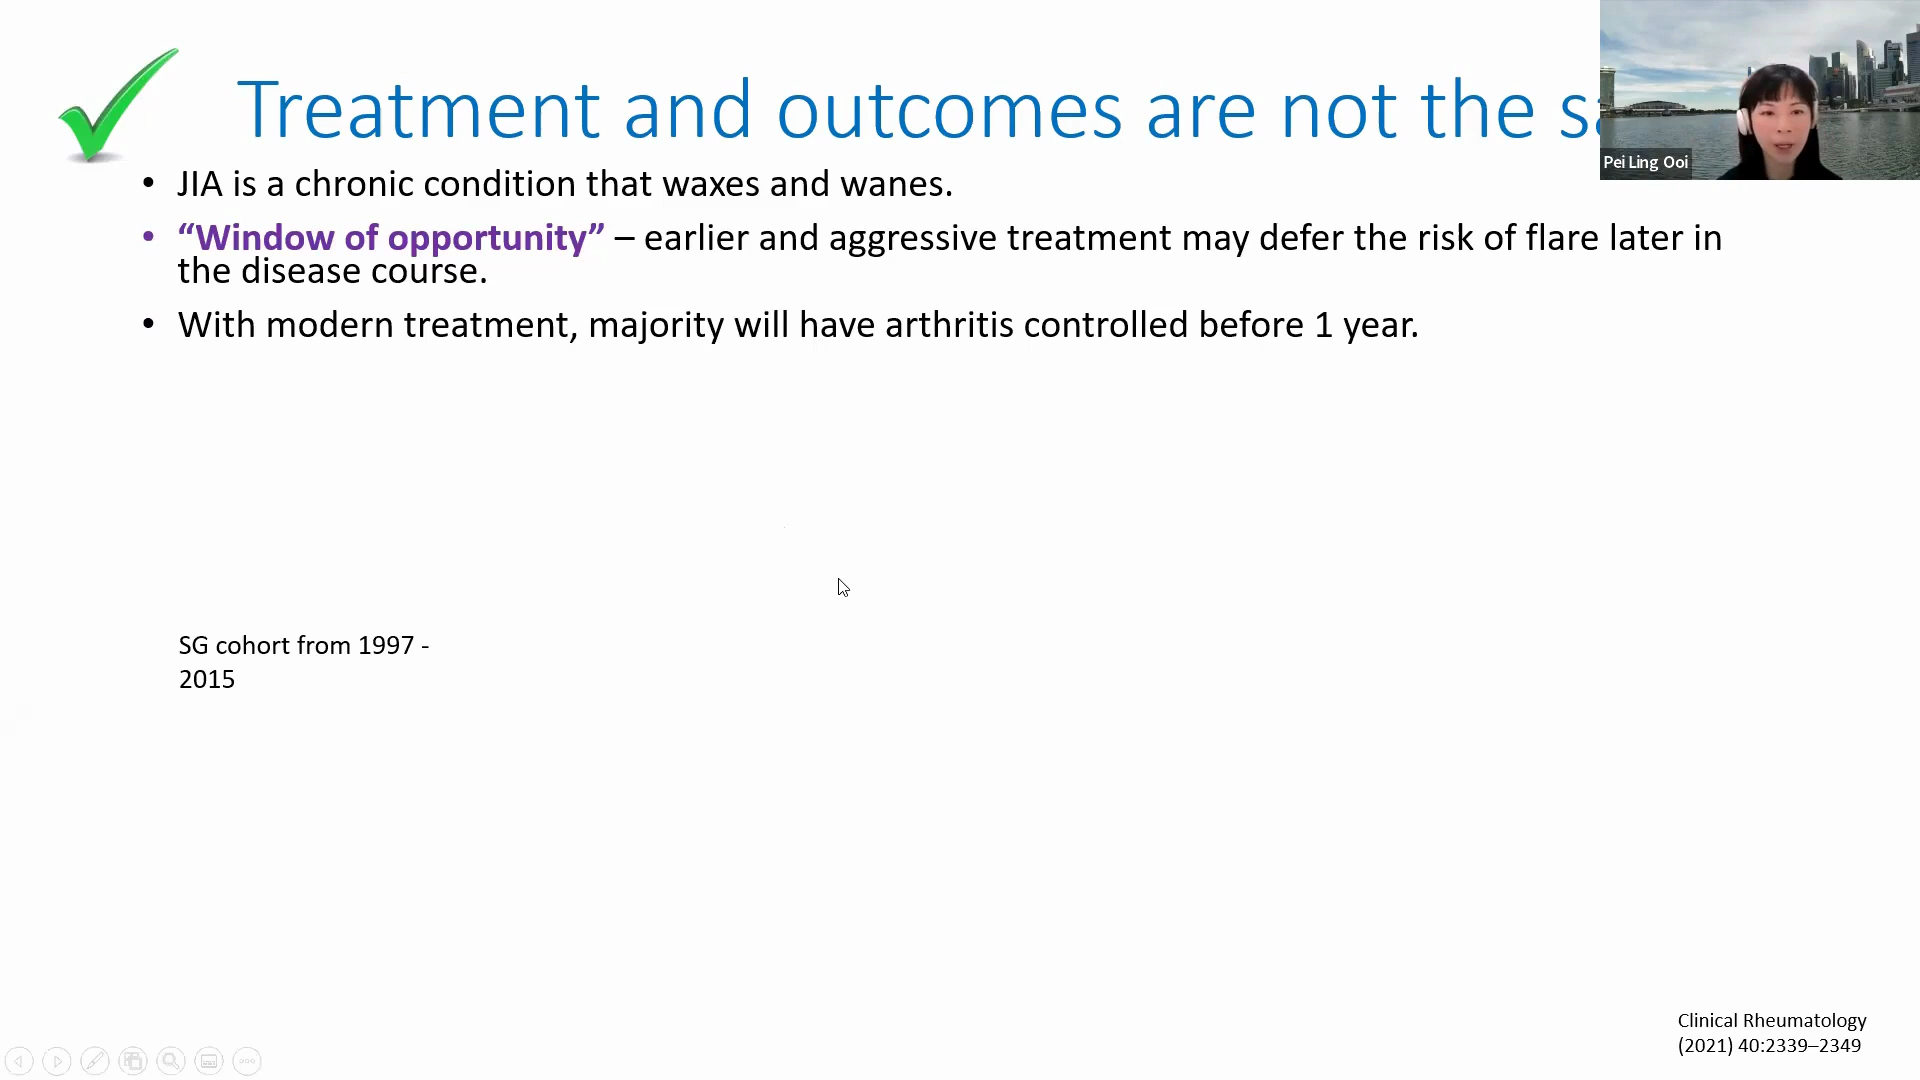 Treatment and outcomes are not the
Pei Ling Ooi
• JIA is a chronic condition that waxes and wanes.
• “Window of opportunity” – earlier and aggressive treatment may defer the risk of flare later in
the disease course.
• With modern treatment, majority will have arthritis controlled before 1 year.
SG cohort from 1997 -
2015
Clinical Rheumatology
(2021) 40:2339–2349